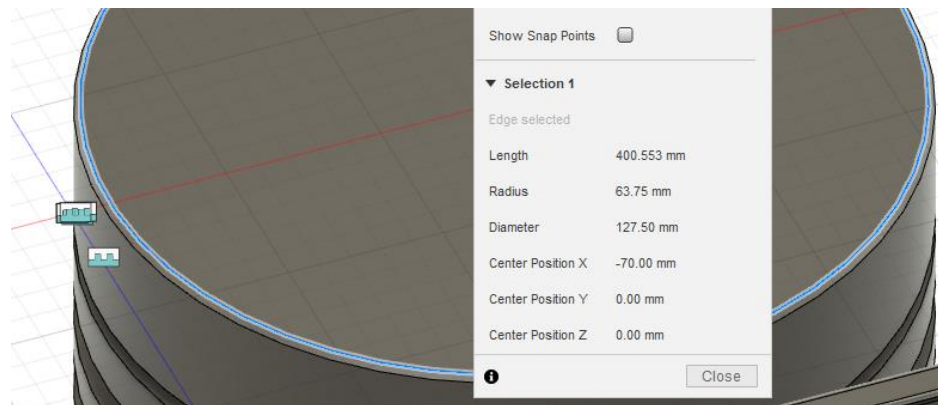 Show Snap Points
▼ Selection 1
Edge selected
Length 400.553 mm
Radius 63.75 mm
Diameter 127.50 mm
Center Position X -70.00 mm
Center Position Y 0.00 mm
Center Position Z 0.00 mm
Close